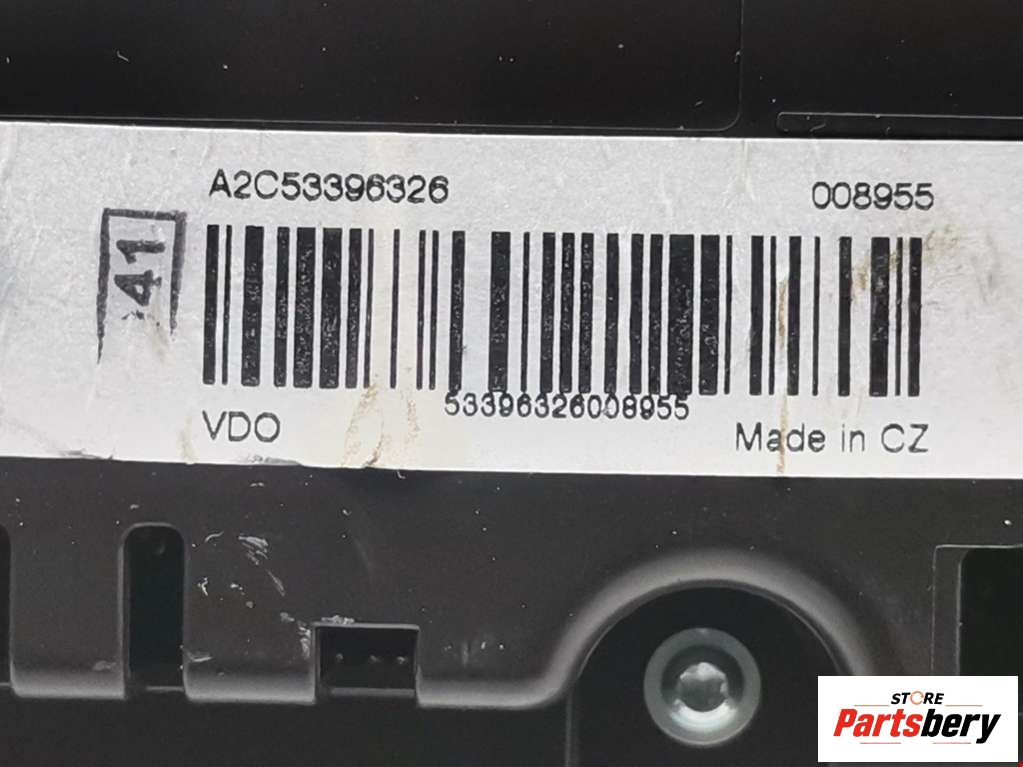 A2C53396326
008955
41
53396326008955
VDO
Made in CZ
STORE
Partsbery